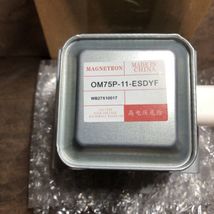 MAGNETRON
MADE IN
CHINA
OM75P-11-ESDYF
WB27X10017
高电压危险